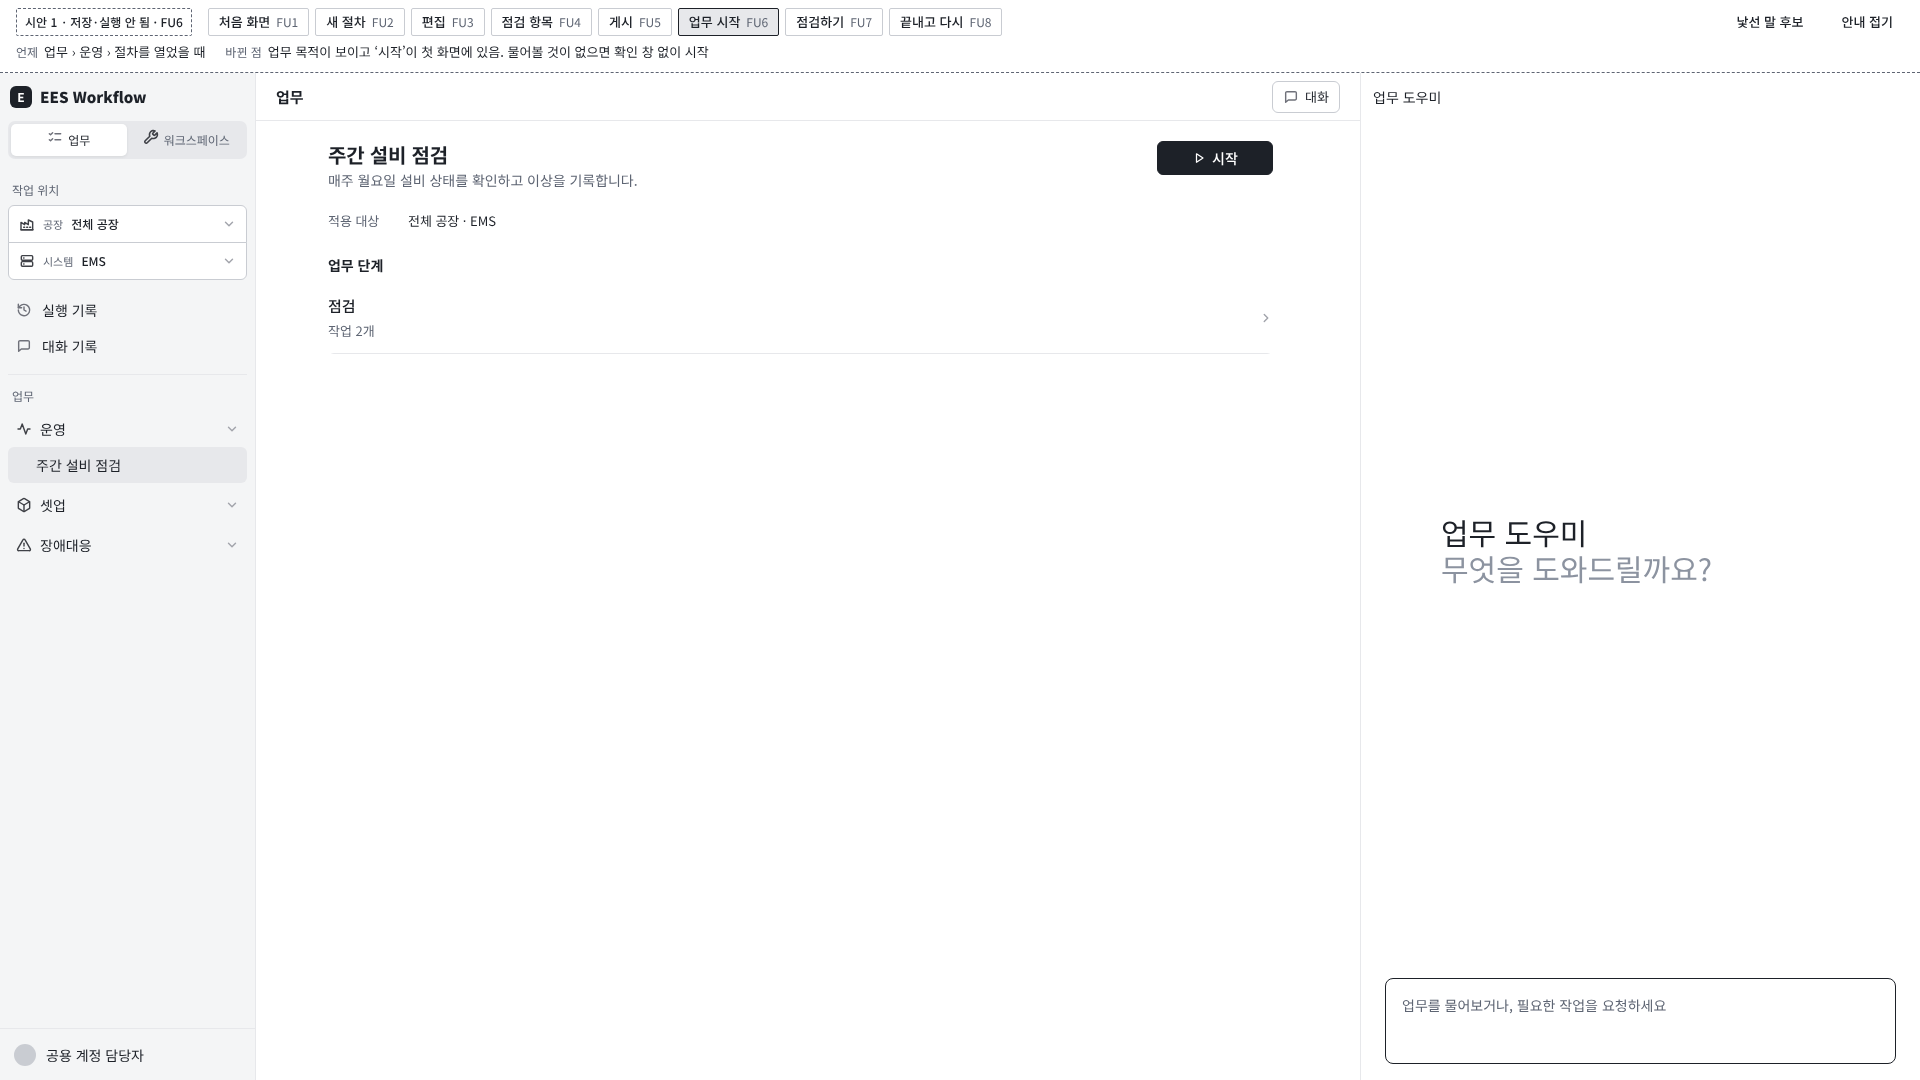 시안 1 · 저장·실행 안 됨 · FU6
처음 화면 FU1
새 절차 FU2
편집 FU3
점검 항목 FU4
게시 FU5
업무 시작 FU6
점검하기 FU7
끝내고 다시 FU8
낯선 말 후보
안내 접기
언제 업무 › 운영 › 절차를 열었을 때
바뀐 점 업무 목적이 보이고 ‘시작’이 첫 화면에 있음. 물어볼 것이 없으면 확인 창 없이 시작
E EES Workflow
업무
워크스페이스
작업 위치
공장 전체 공장
시스템 EMS
실행 기록
대화 기록
업무
운영
주간 설비 점검
셋업
장애대응
공용 계정 담당자
업무
대화
주간 설비 점검
시작
매주 월요일 설비 상태를 확인하고 이상을 기록합니다.
적용 대상 전체 공장 · EMS
업무 단계
점검
작업 2개
업무 도우미
업무 도우미
무엇을 도와드릴까요?
업무를 물어보거나, 필요한 작업을 요청하세요